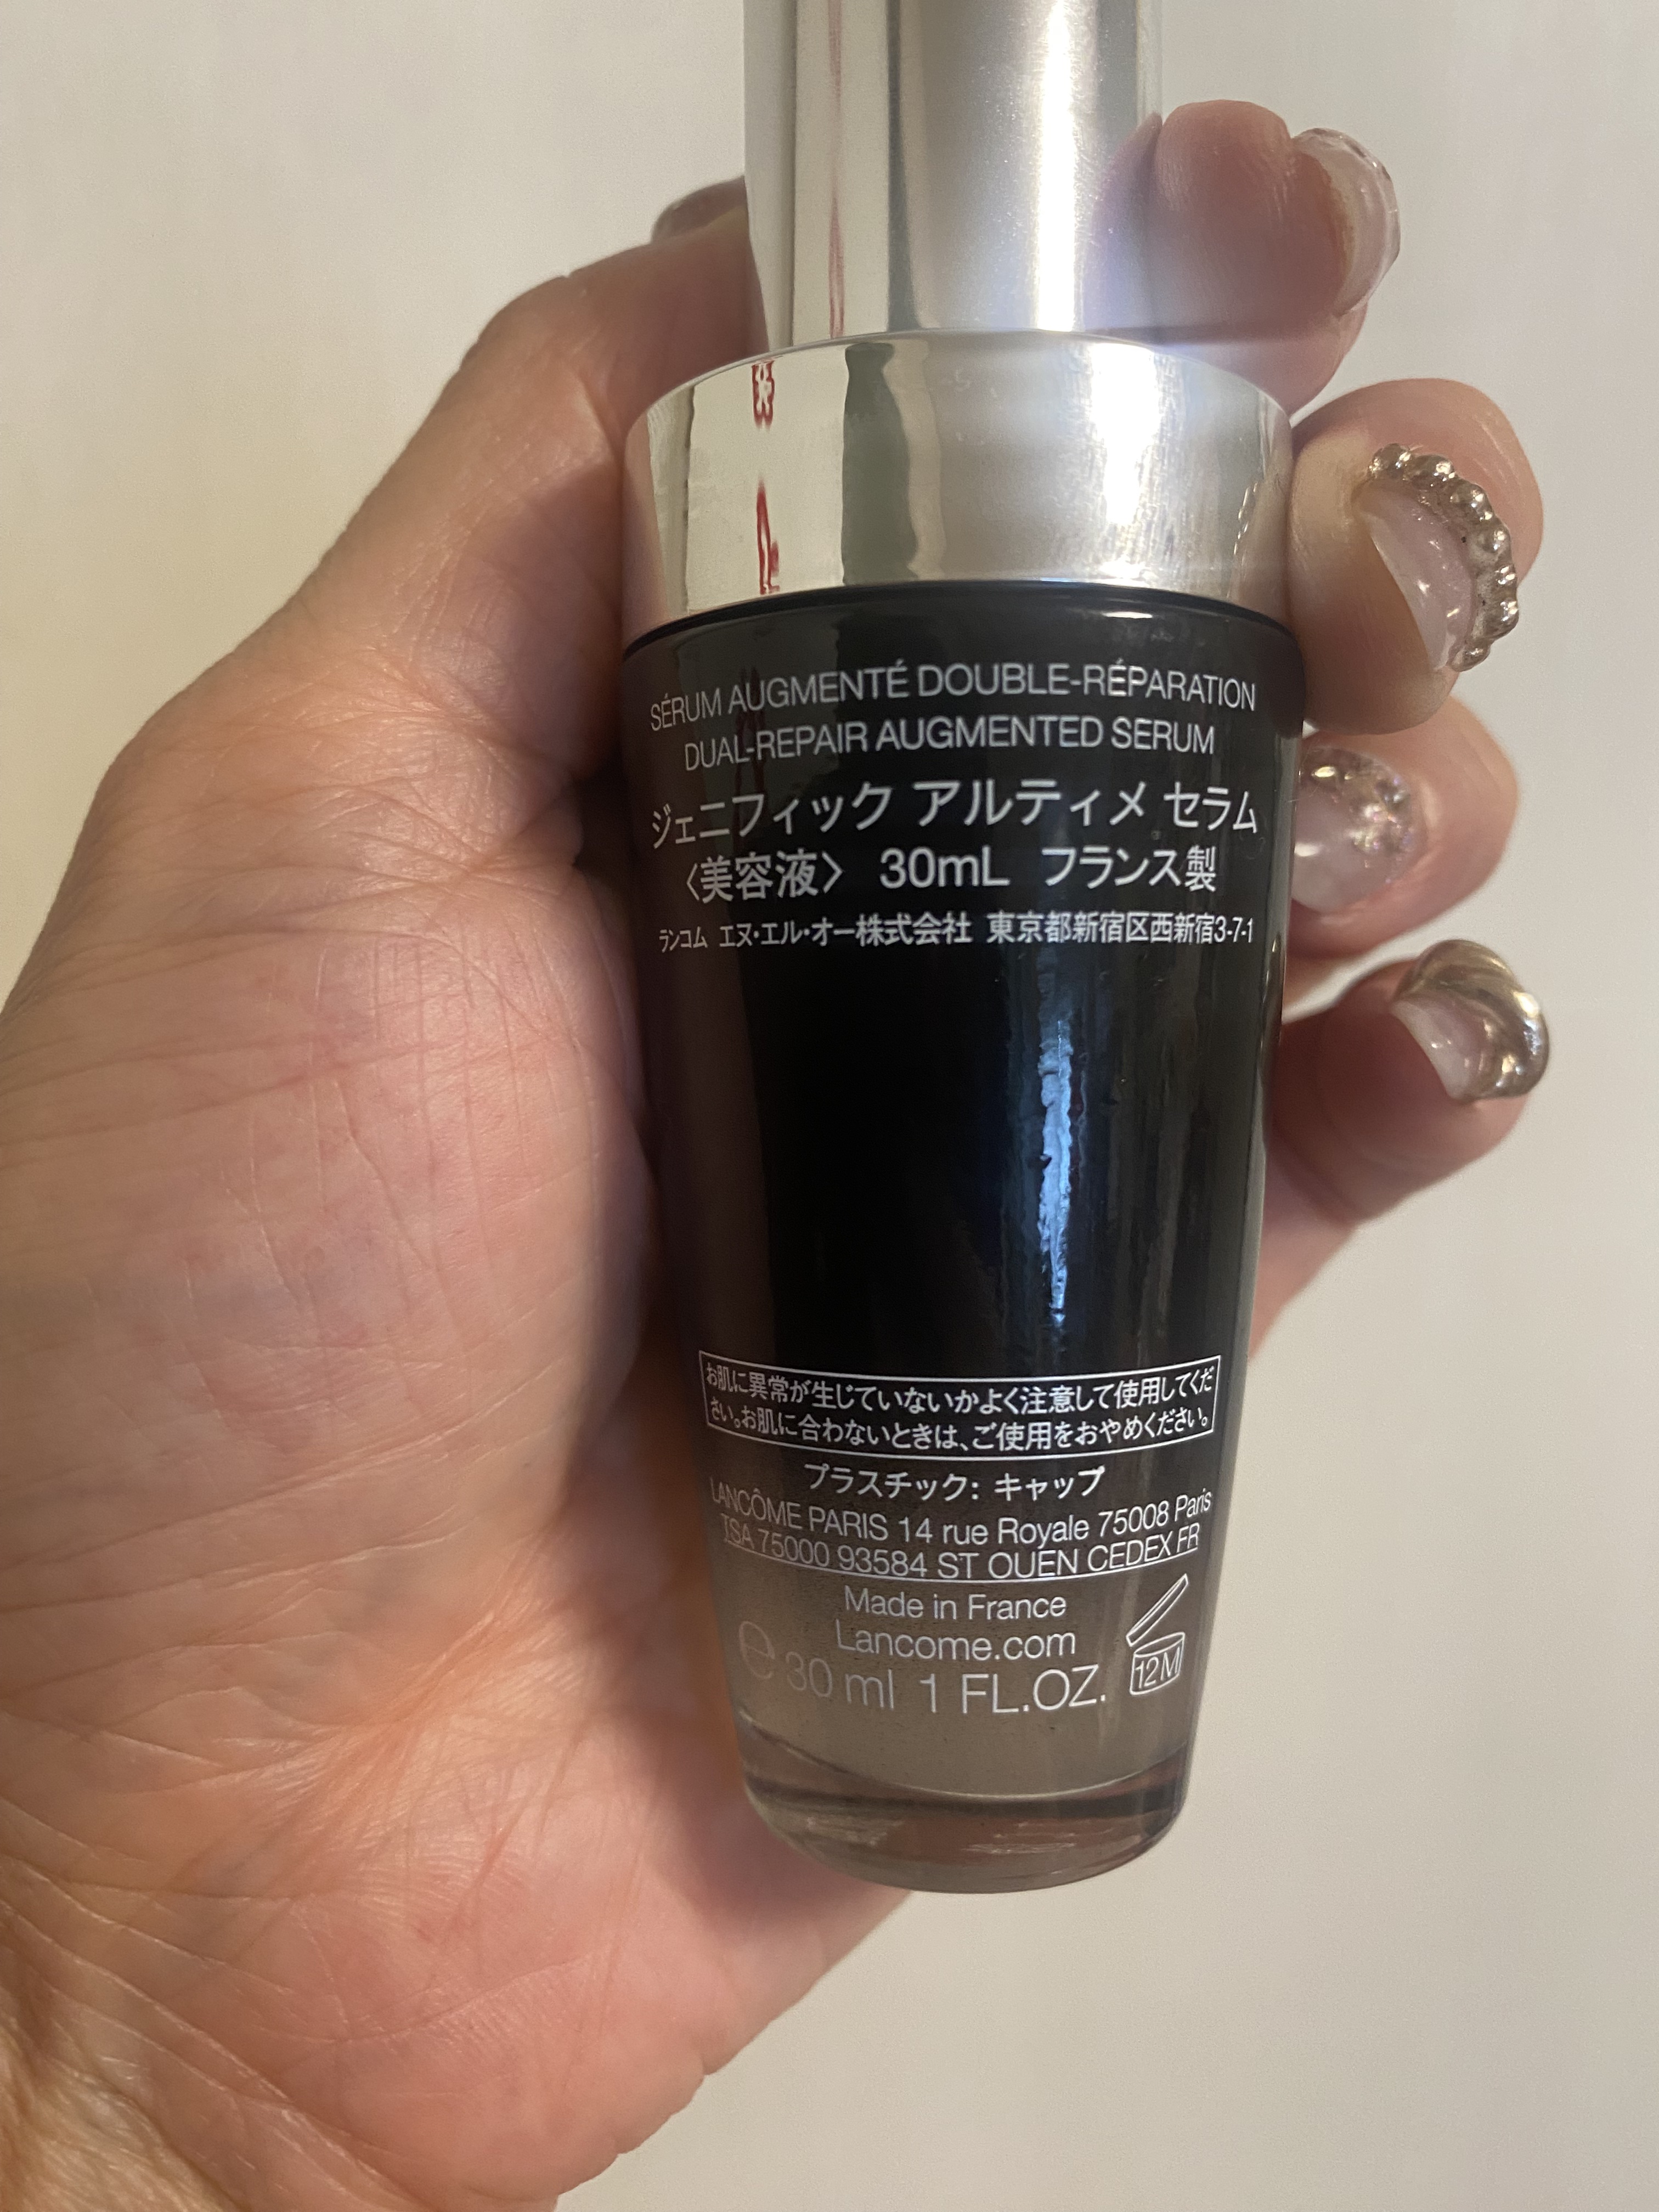 SÉRUM AUGMENTÉ DOUBLE-RÉPARATION
DUAL-REPAIR AUGMENTED SERUM
ジェニフィック アルティメ セラム
〈美容液〉 30mL フランス製
ランコム エヌ・エル・オー株式会社 東京都新宿区西新宿3-7-1
お肌に異常が生じていないかよく注意して使用してくだ
さい。お肌に合わないときは、ご使用をおやめください。
プラスチック: キャップ
LANCÔME PARIS 14 rue Royale 75008 Paris
TSA 75000 93584 ST OUEN CEDEX FR
Made in France
Lancome.com
℮ 30 ml 1 FL.OZ.
12M